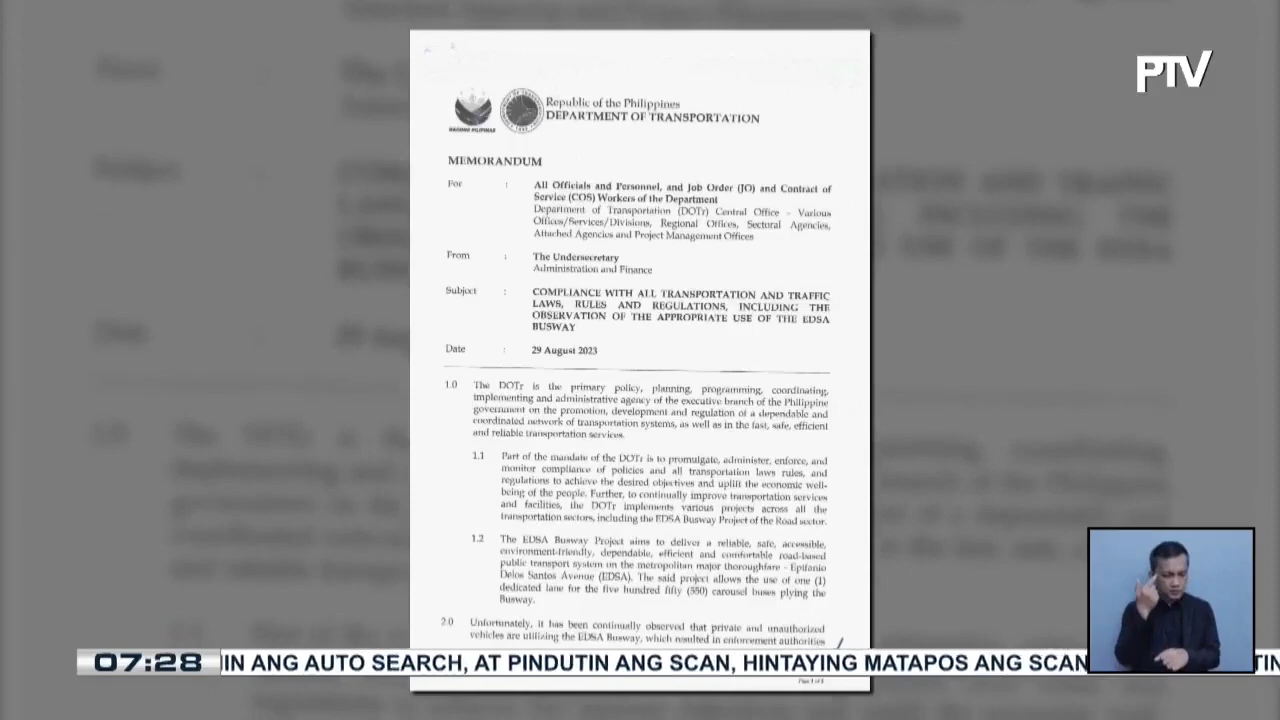 PTV
Republic of the Philippines
DEPARTMENT OF TRANSPORTATION
BAGONG PILIPINAS
MEMORANDUM
For : All Officials and Personnel, and Job Order (JO) and Contract of
Service (COS) Workers of the Department
Department of Transportation (DOTr) Central Office - Various
Offices/Services/Divisions, Regional Offices, Sectoral Agencies,
Attached Agencies and Project Management Offices
From : The Undersecretary
Administration and Finance
Subject : COMPLIANCE WITH ALL TRANSPORTATION AND TRAFFIC
LAWS, RULES AND REGULATIONS, INCLUDING THE
OBSERVATION OF THE APPROPRIATE USE OF THE EDSA
BUSWAY
Date : 29 August 2023
1.0 The DOTr is the primary policy, planning, programming, coordinating,
implementing and administrative agency of the executive branch of the Philippine
government on the promotion, development and regulation of a dependable and
coordinated network of transportation systems, as well as in the fast, safe, efficient
and reliable transportation services.
1.1 Part of the mandate of the DOTr is to promulgate, administer, enforce, and
monitor compliance of policies and all transportation laws rules, and
regulations to achieve the desired objectives and uplift the economic well-
being of the people. Further, to continually improve transportation services
and facilities, the DOTr implements various projects across all the
transportation sectors, including the EDSA Busway Project of the Road sector.
1.2 The EDSA Busway Project aims to deliver a reliable, safe, accessible,
environment-friendly, dependable, efficient and comfortable road-based
public transport system on the metropolitan major thoroughfare - Epifanio
Delos Santos Avenue (EDSA). The said project allows the use of one (1)
dedicated lane for the five hundred fifty (550) carousel buses plying the
Busway.
2.0 Unfortunately, it has been continually observed that private and unauthorized
vehicles are utilizing the EDSA Busway, which resulted in enforcement authorities
07:28 IN ANG AUTO SEARCH, AT PINDUTIN ANG SCAN, HINTAYING MATAPOS ANG SCAN